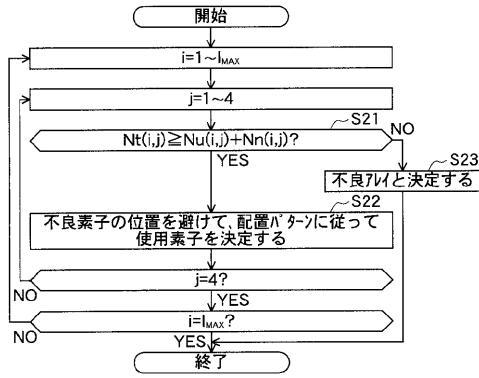 開始
i=1~IMAX
j=1~4
S21
Nt(i,j)≧Nu(i,j)+Nn(i,j)?
NO
YES
S23
不良アレイと決定する
S22
不良素子の位置を避けて、配置パターンに従って
使用素子を決定する
j=4?
NO
YES
i=IMAX?
NO
YES
終了